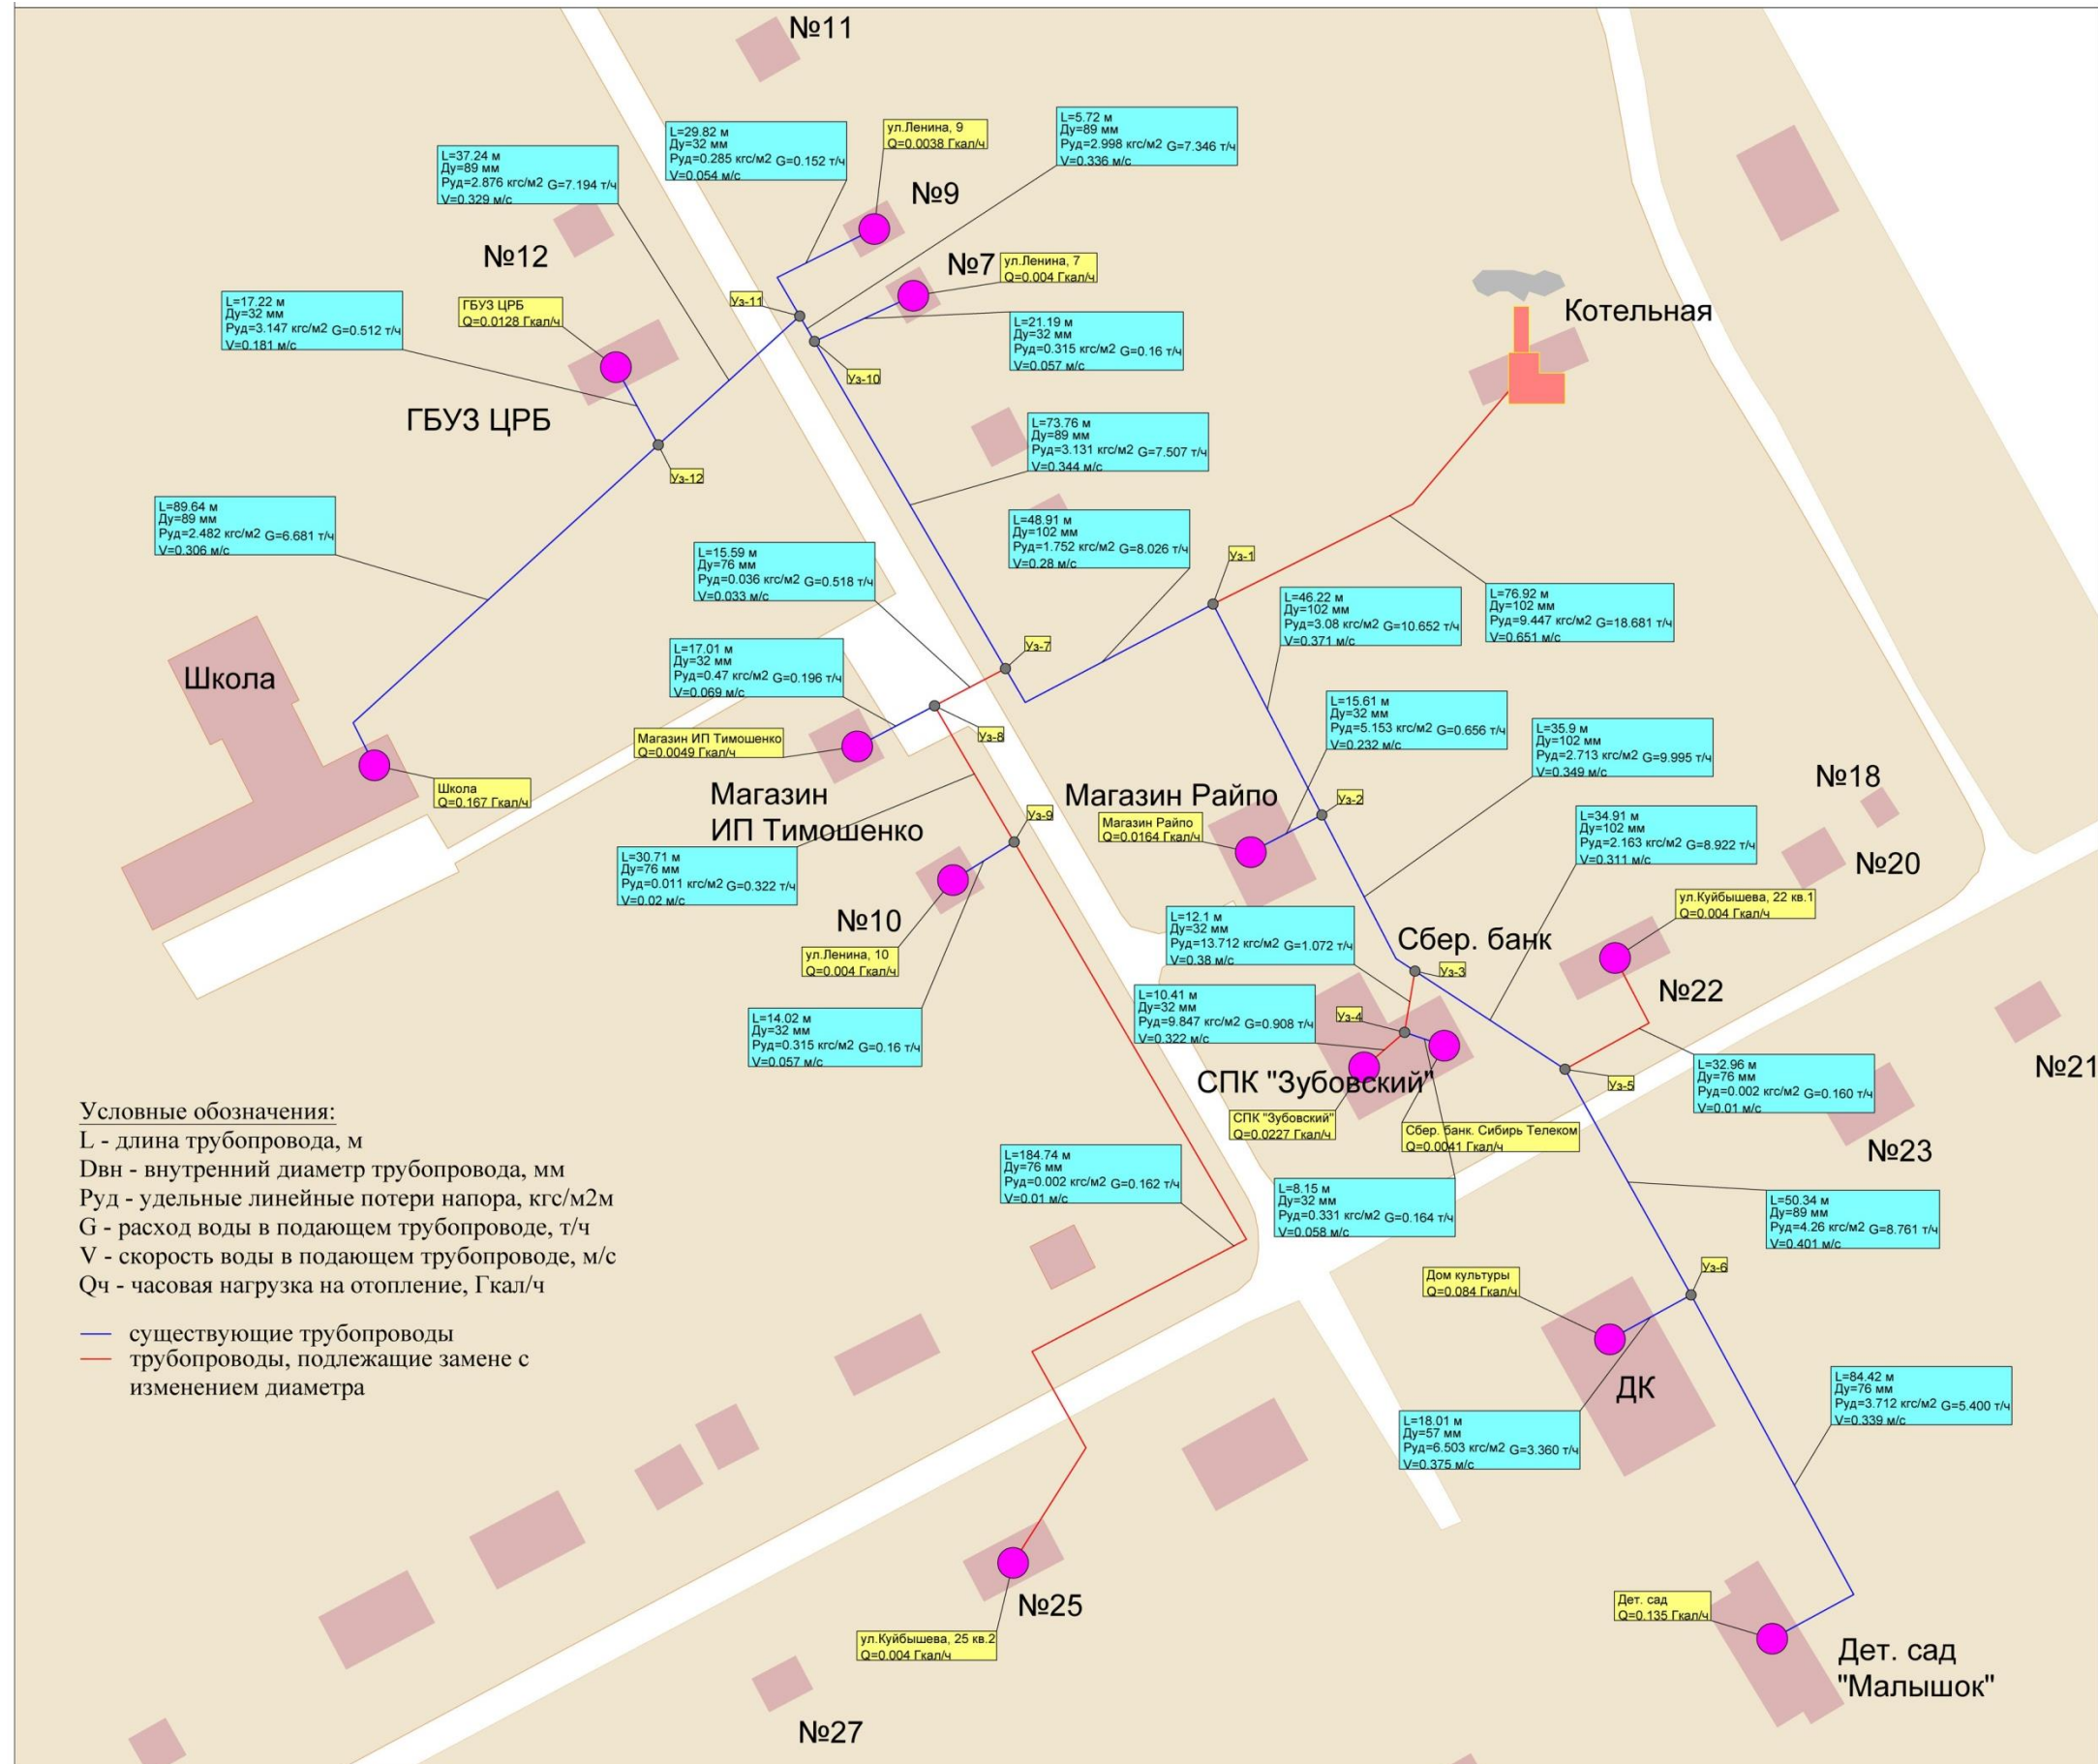 №11
L=29.82 м
Ду=32 мм
Руд=0.285 кгс/м2 G=0.152 т/ч
V=0.054 м/с
ул.Ленина, 9
Q=0.0038 Гкал/ч
L=5.72 м
Ду=89 мм
Руд=2.998 кгс/м2 G=7.346 т/ч
V=0.336 м/с
L=37.24 м
Ду=89 мм
Руд=2.876 кгс/м2 G=7.194 т/ч
V=0.329 м/с
№9
№12
№7
ул.Ленина, 7
Q=0.004 Гкал/ч
L=17.22 м
Ду=32 мм
Руд=3.147 кгс/м2 G=0.512 т/ч
V=0.181 м/с
ГБУЗ ЦРБ
Q=0.0128 Гкал/ч
Уз-11
Котельная
L=21.19 м
Ду=32 мм
Руд=0.315 кгс/м2 G=0.16 т/ч
V=0.057 м/с
Уз-10
ГБУЗ ЦРБ
L=73.76 м
Ду=89 мм
Руд=3.131 кгс/м2 G=7.507 т/ч
V=0.344 м/с
Уз-12
L=89.64 м
Ду=89 мм
Руд=2.482 кгс/м2 G=6.681 т/ч
V=0.306 м/с
L=48.91 м
Ду=102 мм
Руд=1.752 кгс/м2 G=8.026 т/ч
V=0.28 м/с
L=15.59 м
Ду=76 мм
Руд=0.036 кгс/м2 G=0.518 т/ч
V=0.033 м/с
Уз-1
L=46.22 м
Ду=102 мм
Руд=3.08 кгс/м2 G=10.652 т/ч
V=0.371 м/с
L=76.92 м
Ду=102 мм
Руд=9.447 кгс/м2 G=18.681 т/ч
V=0.651 м/с
Уз-7
L=17.01 м
Ду=32 мм
Руд=0.47 кгс/м2 G=0.196 т/ч
V=0.069 м/с
Школа
L=15.61 м
Ду=32 мм
Руд=5.153 кгс/м2 G=0.656 т/ч
V=0.232 м/с
Магазин ИП Тимошенко
Q=0.0049 Гкал/ч
Уз-8
L=35.9 м
Ду=102 мм
Руд=2.713 кгс/м2 G=9.995 т/ч
V=0.349 м/с
Школа
Q=0.167 Гкал/ч
№18
Магазин
ИП Тимошенко
Магазин Райпо
Уз-2
Уз-9
Магазин Райпо
Q=0.0164 Гкал/ч
L=34.91 м
Ду=102 мм
Руд=2.163 кгс/м2 G=8.922 т/ч
V=0.311 м/с
L=30.71 м
Ду=76 мм
Руд=0.011 кгс/м2 G=0.322 т/ч
V=0.02 м/с
№20
ул.Куйбышева, 22 кв.1
Q=0.004 Гкал/ч
№10
L=12.1 м
Ду=32 мм
Руд=13.712 кгс/м2 G=1.072 т/ч
V=0.38 м/с
Сбер. банк
ул.Ленина, 10
Q=0.004 Гкал/ч
Уз-3
№22
L=10.41 м
Ду=32 мм
Руд=9.847 кгс/м2 G=0.908 т/ч
V=0.322 м/с
Уз-4
L=14.02 м
Ду=32 мм
Руд=0.315 кгс/м2 G=0.16 т/ч
V=0.057 м/с
№21
СПК "Зубовский"
Уз-5
L=32.96 м
Ду=76 мм
Руд=0.002 кгс/м2 G=0.160 т/ч
V=0.01 м/с
СПК "Зубовский"
Q=0.0227 Гкал/ч
Сбер. банк. Сибирь Телеком
Q=0.0041 Гкал/ч
№23
Условные обозначения:
L - длина трубопровода, м
Dвн - внутренний диаметр трубопровода, мм
Руд - удельные линейные потери напора, кгс/м2м
G - расход воды в подающем трубопроводе, т/ч
V - скорость воды в подающем трубопроводе, м/с
Qч - часовая нагрузка на отопление, Гкал/ч
существующие трубопроводы
трубопроводы, подлежащие замене с
изменением диаметра
L=184.74 м
Ду=76 мм
Руд=0.002 кгс/м2 G=0.162 т/ч
V=0.01 м/с
L=8.15 м
Ду=32 мм
Руд=0.331 кгс/м2 G=0.164 т/ч
V=0.058 м/с
L=50.34 м
Ду=89 мм
Руд=4.26 кгс/м2 G=8.761 т/ч
V=0.401 м/с
Уз-6
Дом культуры
Q=0.084 Гкал/ч
ДК
L=84.42 м
Ду=76 мм
Руд=3.712 кгс/м2 G=5.400 т/ч
V=0.339 м/с
L=18.01 м
Ду=57 мм
Руд=6.503 кгс/м2 G=3.360 т/ч
V=0.375 м/с
№25
Дет. сад
Q=0.135 Гкал/ч
ул.Куйбышева, 25 кв.2
Q=0.004 Гкал/ч
Дет. сад
"Малышок"
№27